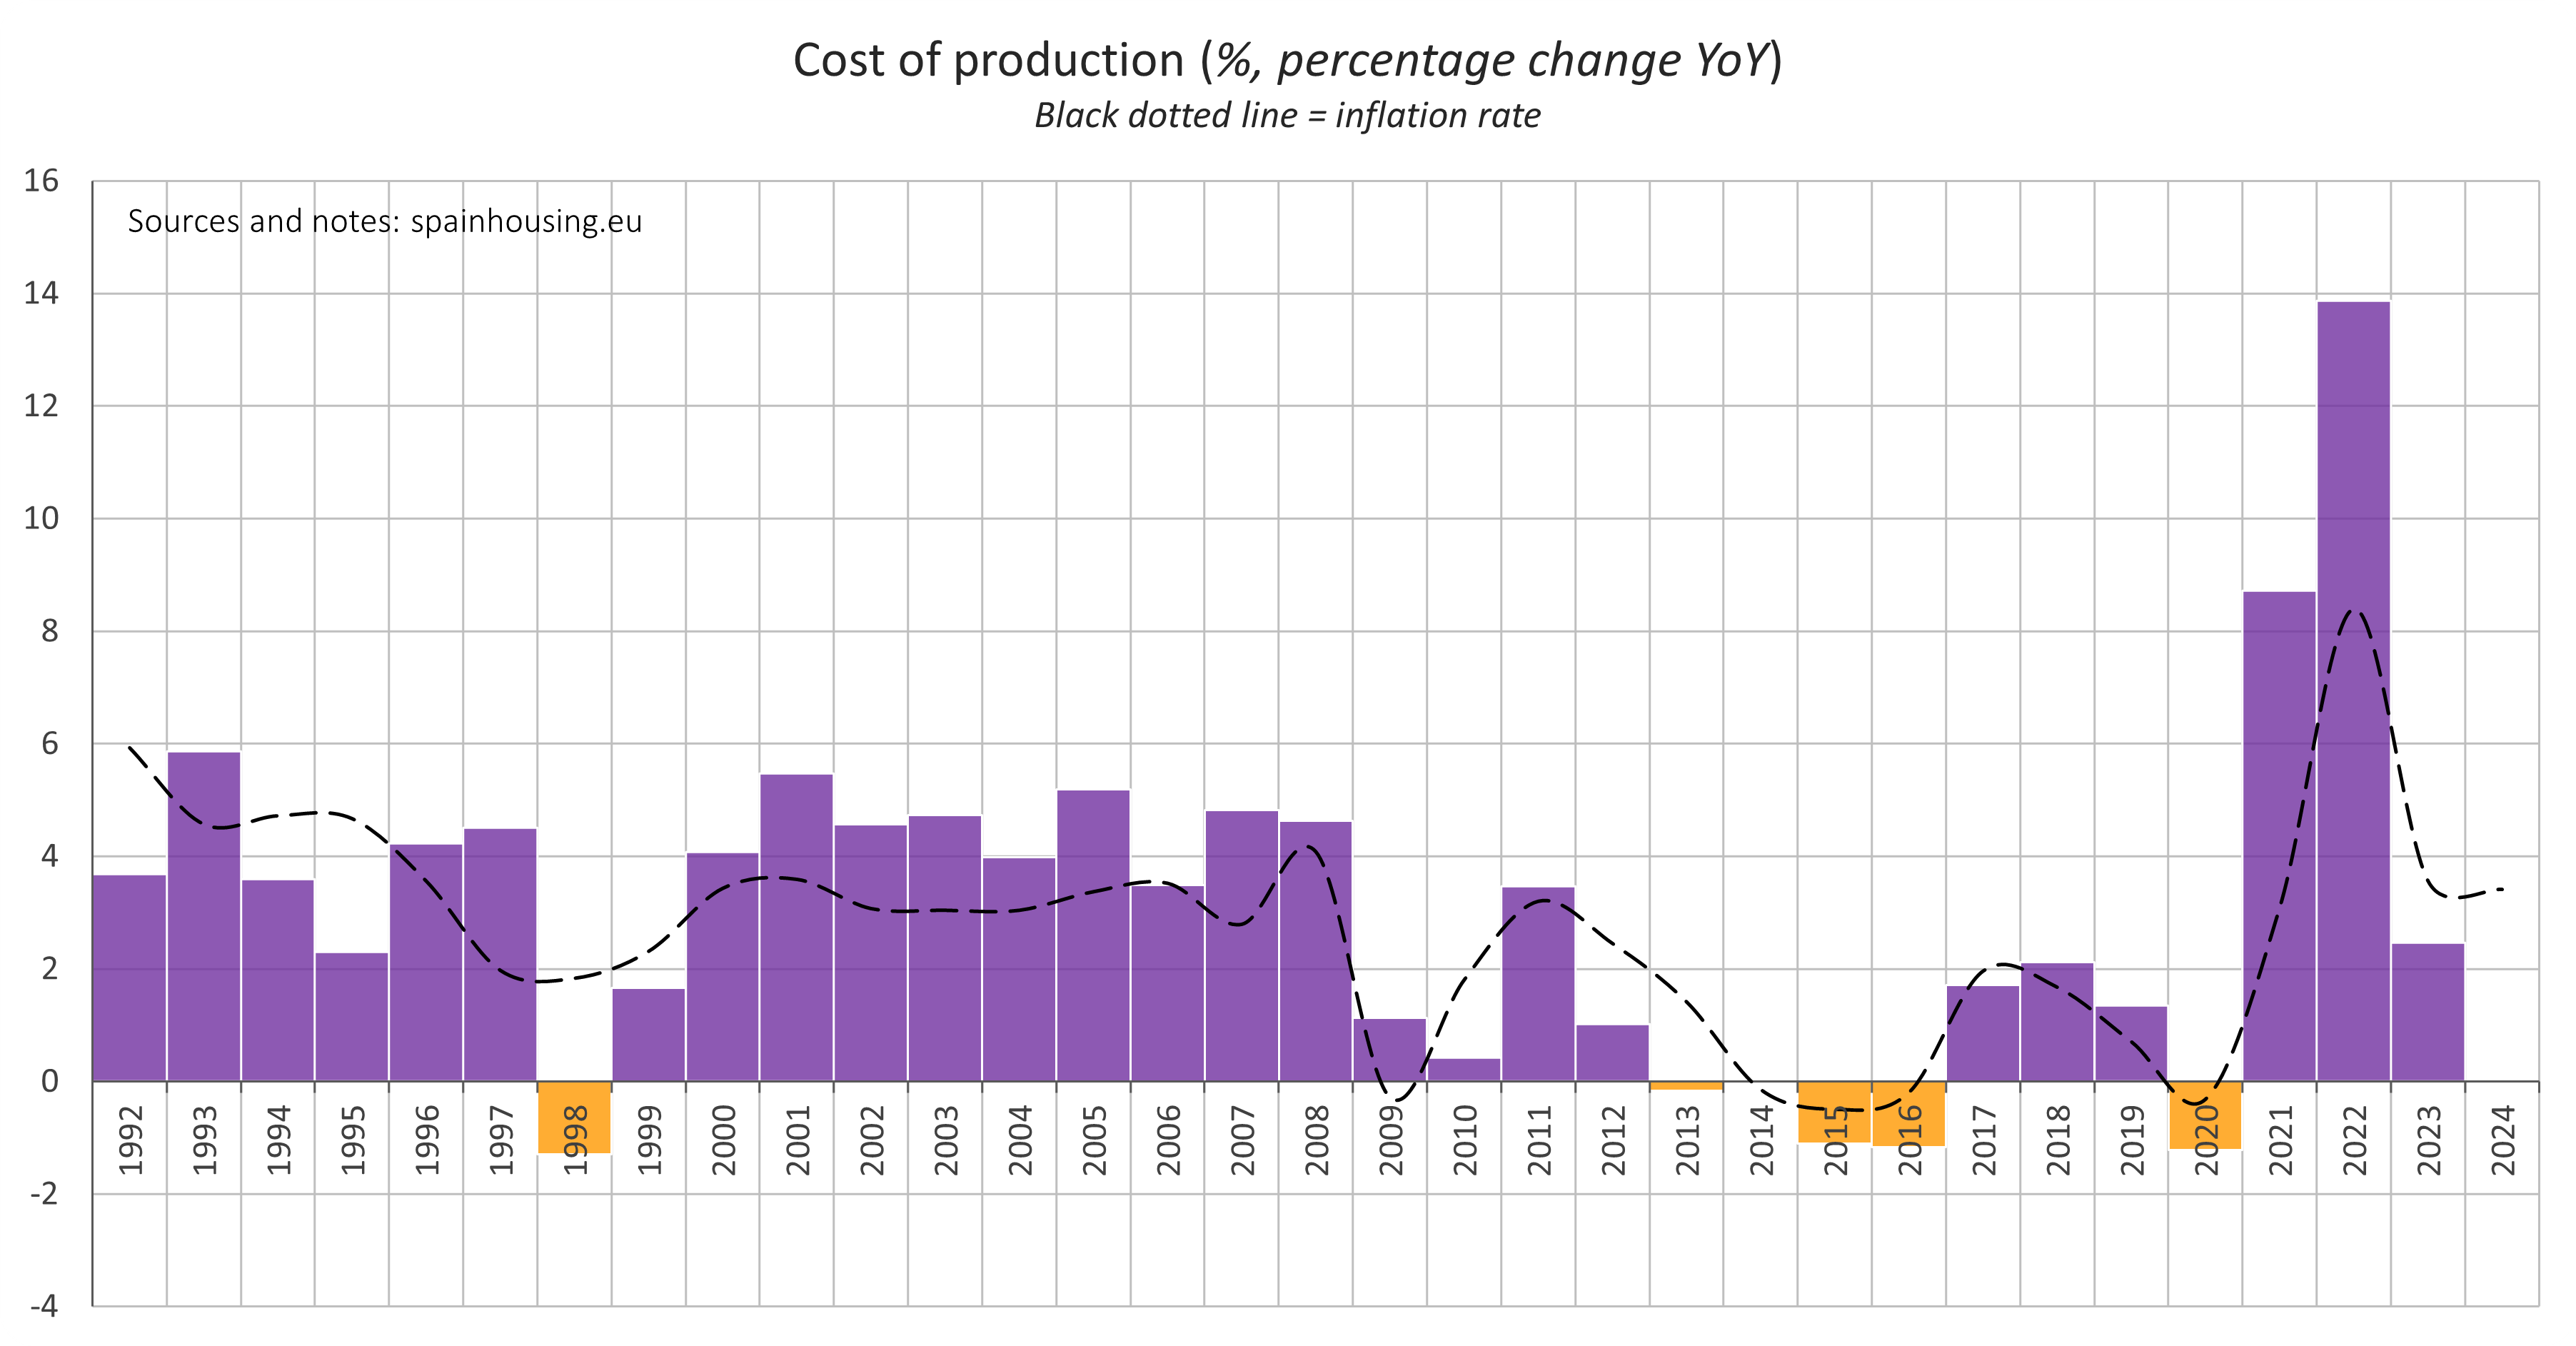 Cost of production (%, percentage change YoY)
Black dotted line = inflation rate
16
Sources and notes: spainhousing.eu
14
12
10
8
6
4
2
0
1992 1993 1994 1995 1996 1997 1998 1999 2000 2001 2002 2003 2004 2005 2006 2007 2008 2009 2010 2011 2012 2013 2014 2015 2016 2017 2018 2019 2020 2021 2022 2023 2024
-2
-4